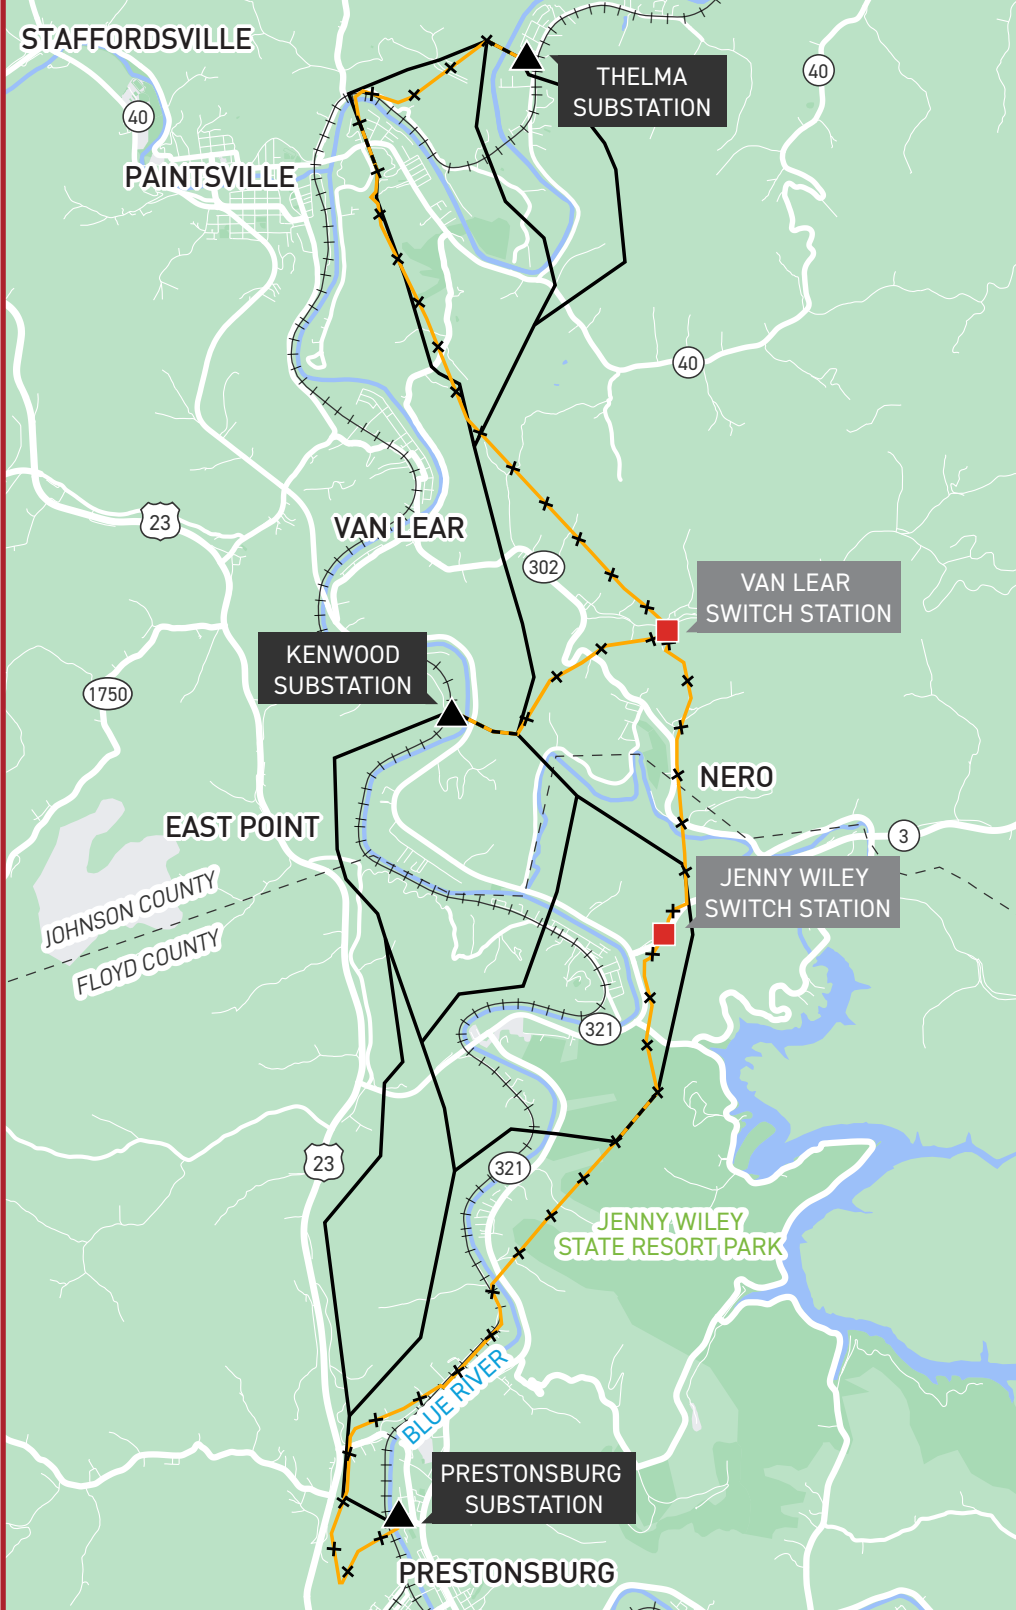 STAFFORDSVILLE
THELMA
SUBSTATION
40
40
PAINTSVILLE
40
23
VAN LEAR
302
VAN LEAR
SWITCH STATION
KENWOOD
SUBSTATION
1750
NERO
EAST POINT
3
JENNY WILEY
SWITCH STATION
JOHNSON COUNTY
FLOYD COUNTY
321
23
321
JENNY WILEY
STATE RESORT PARK
BLUE RIVER
PRESTONSBURG
SUBSTATION
PRESTONSBURG